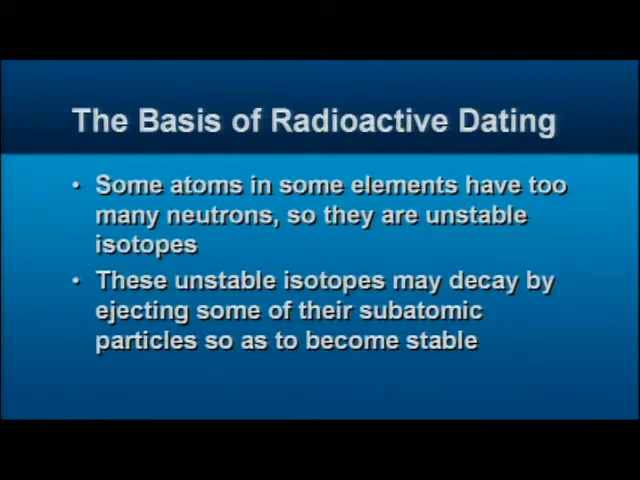 The Basis of Radioactive Dating
• Some atoms in some elements have too
many neutrons, so they are unstable
isotopes
• These unstable isotopes may decay by
ejecting some of their subatomic
particles so as to become stable